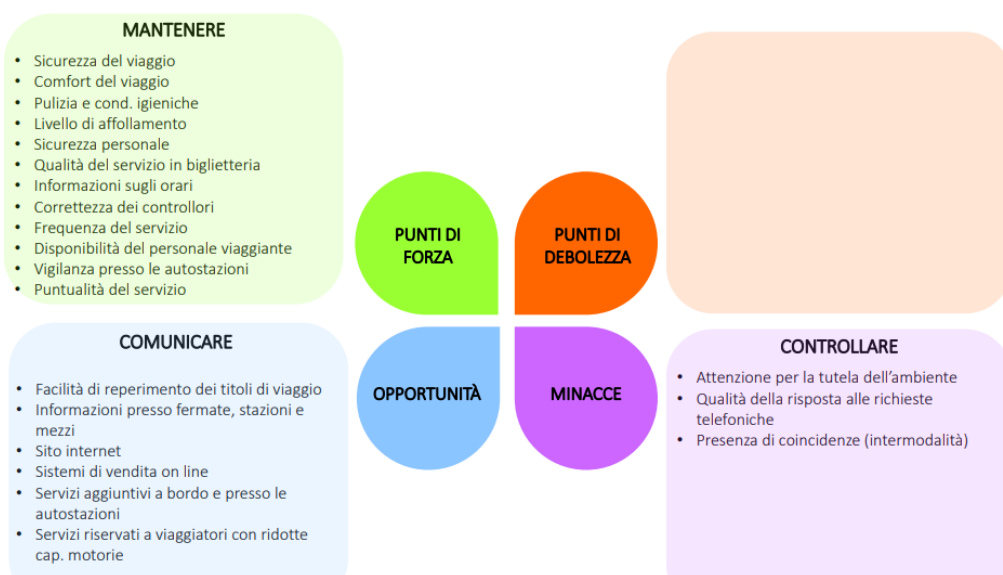 MANTENERE
• Sicurezza del viaggio
• Comfort del viaggio
• Pulizia e cond. igieniche
• Livello di affollamento
• Sicurezza personale
• Qualità del servizio in biglietteria
• Informazioni sugli orari
• Correttezza dei controllori
• Frequenza del servizio
• Disponibilità del personale viaggiante
• Vigilanza presso le autostazioni
• Puntualità del servizio
PUNTI DI
FORZA
PUNTI DI
DEBOLEZZA
COMUNICARE
• Facilità di reperimento dei titoli di viaggio
• Informazioni presso fermate, stazioni e
mezzi
• Sito internet
• Sistemi di vendita on line
• Servizi aggiuntivi a bordo e presso le
autostazioni
• Servizi riservati a viaggiatori con ridotte
cap. motorie
OPPORTUNITÀ
MINACCE
CONTROLLARE
• Attenzione per la tutela dell’ambiente
• Qualità della risposta alle richieste
telefoniche
• Presenza di coincidenze (intermodalità)